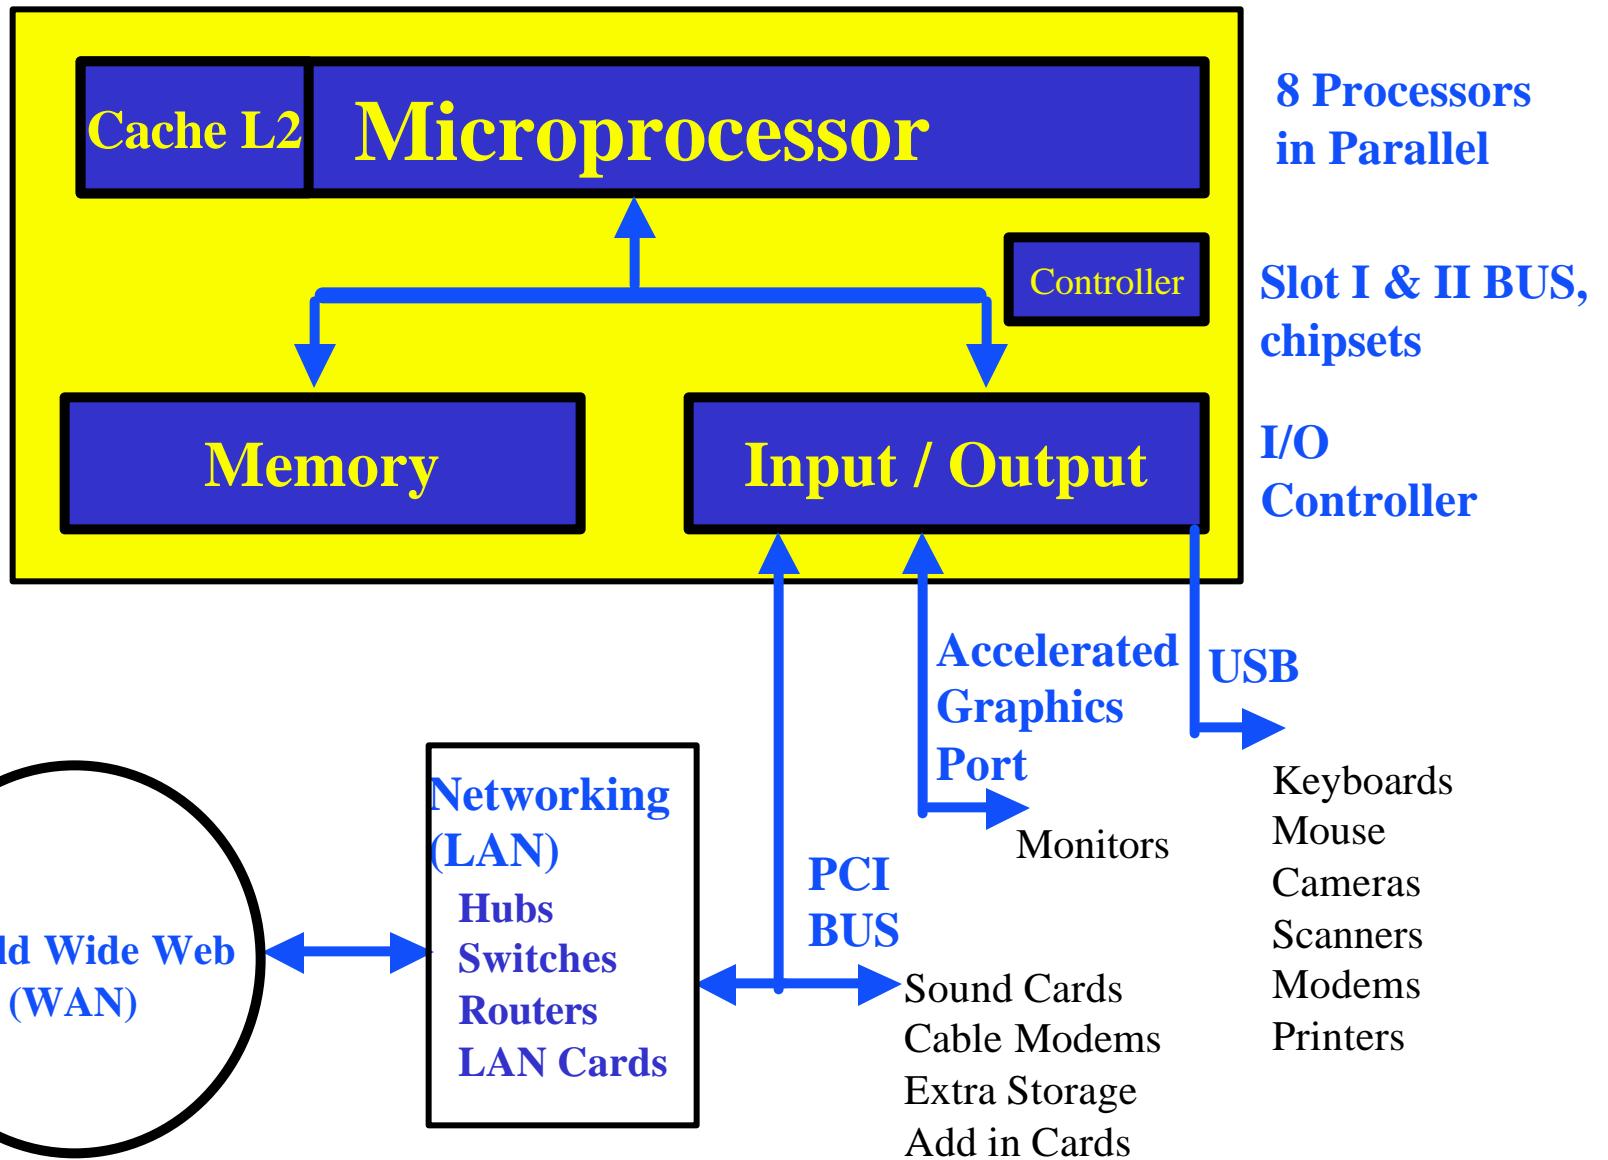 Cache L2
Microprocessor
8 Processors
in Parallel
Controller
Slot I & II BUS,
chipsets
Memory
Input / Output
I/O
Controller
Accelerated
Graphics
Port
USB
Monitors
Keyboards
Mouse
Cameras
Scanners
Modems
Printers
Networking
(LAN)
Hubs
Switches
Routers
LAN Cards
PCI
BUS
Sound Cards
Cable Modems
Extra Storage
Add in Cards
Wide Web
(WAN)